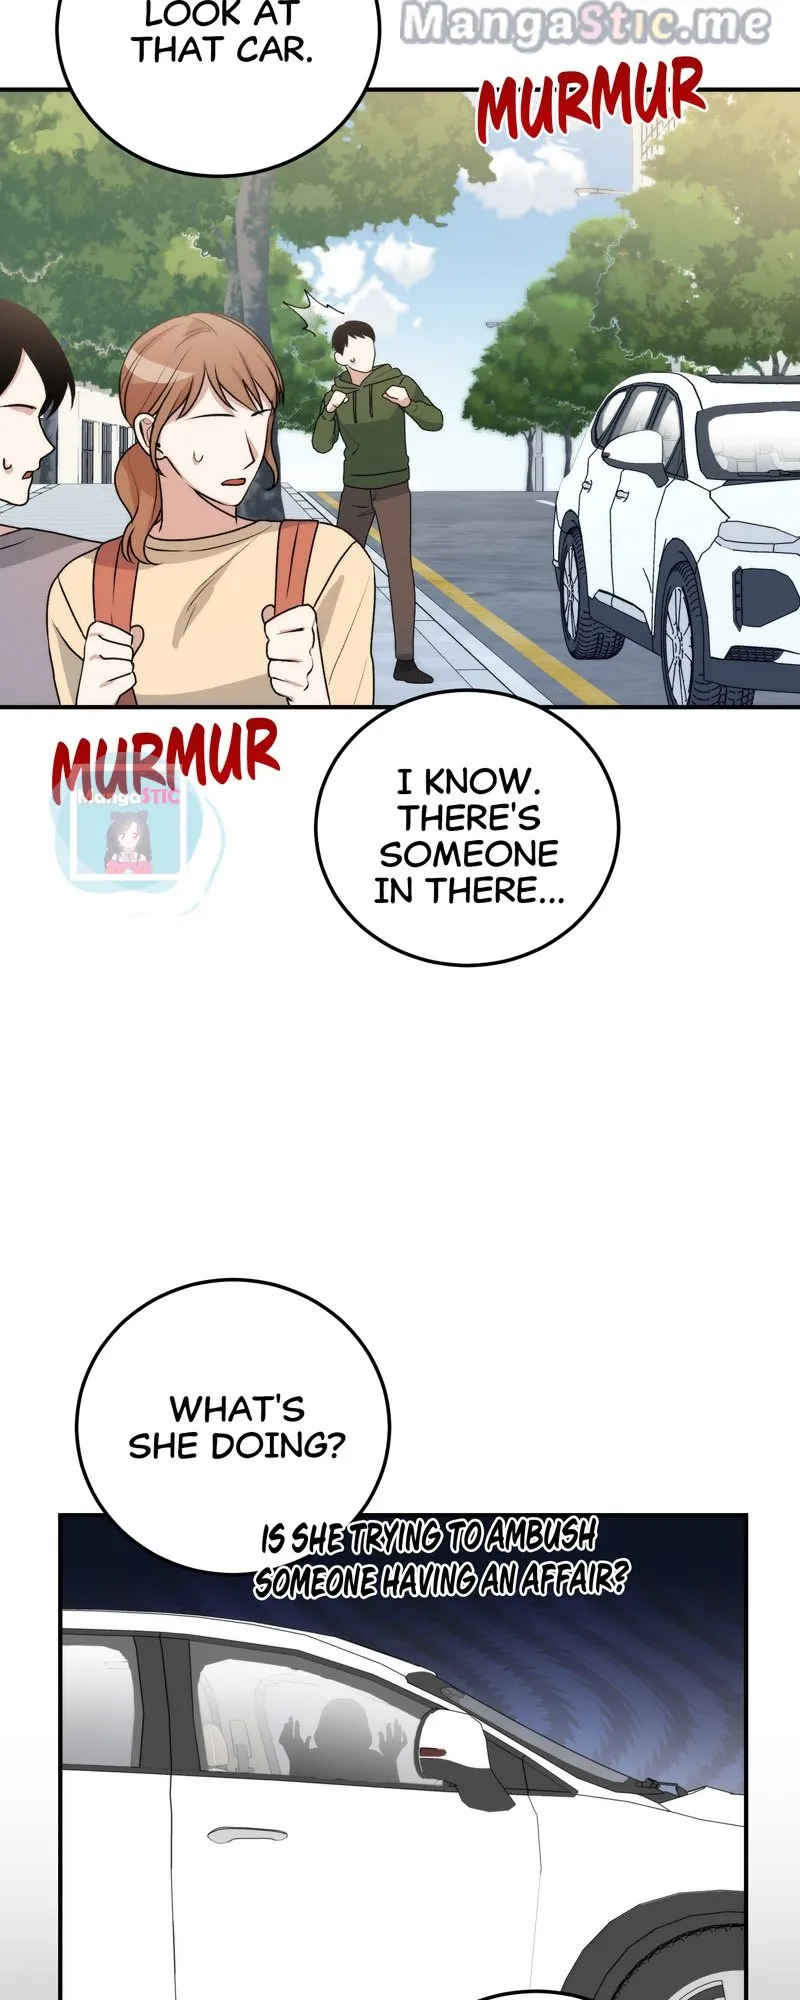 LOOK AT
THAT CAR.
MangaStic.me
MURMUR
MURMUR
MangaSTIC
I KNOW.
THERE'S
SOMEONE
IN THERE...
WHAT'S
SHE DOING?
IS SHE TRYING TO AMBUSH
SOMEONE HAVING AN AFFAIR?